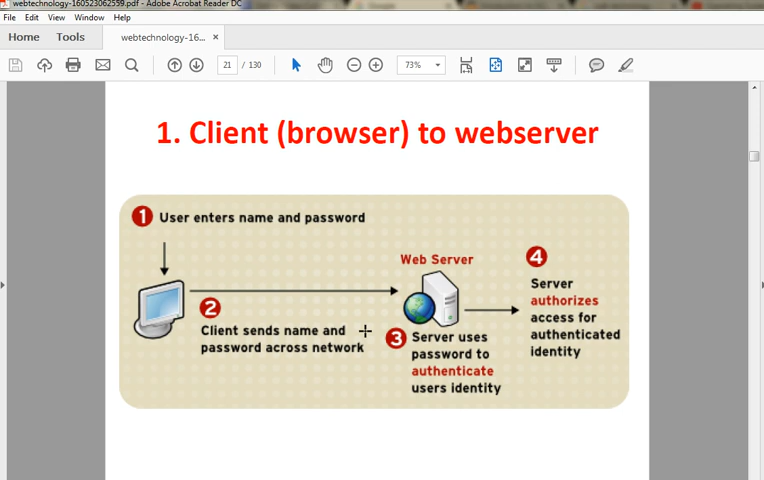 webtechnology-160523062559.pdf - Adobe Acrobat Reader DC
File Edit View Window Help
Home Tools webtechnology-16... ×
21 / 130 73%
1. Client (browser) to webserver
1 User enters name and password
Web Server
2
Client sends name and
password across network
3 Server uses
password to
authenticate
users identity
4
Server
authorizes
access for
authenticated
identity